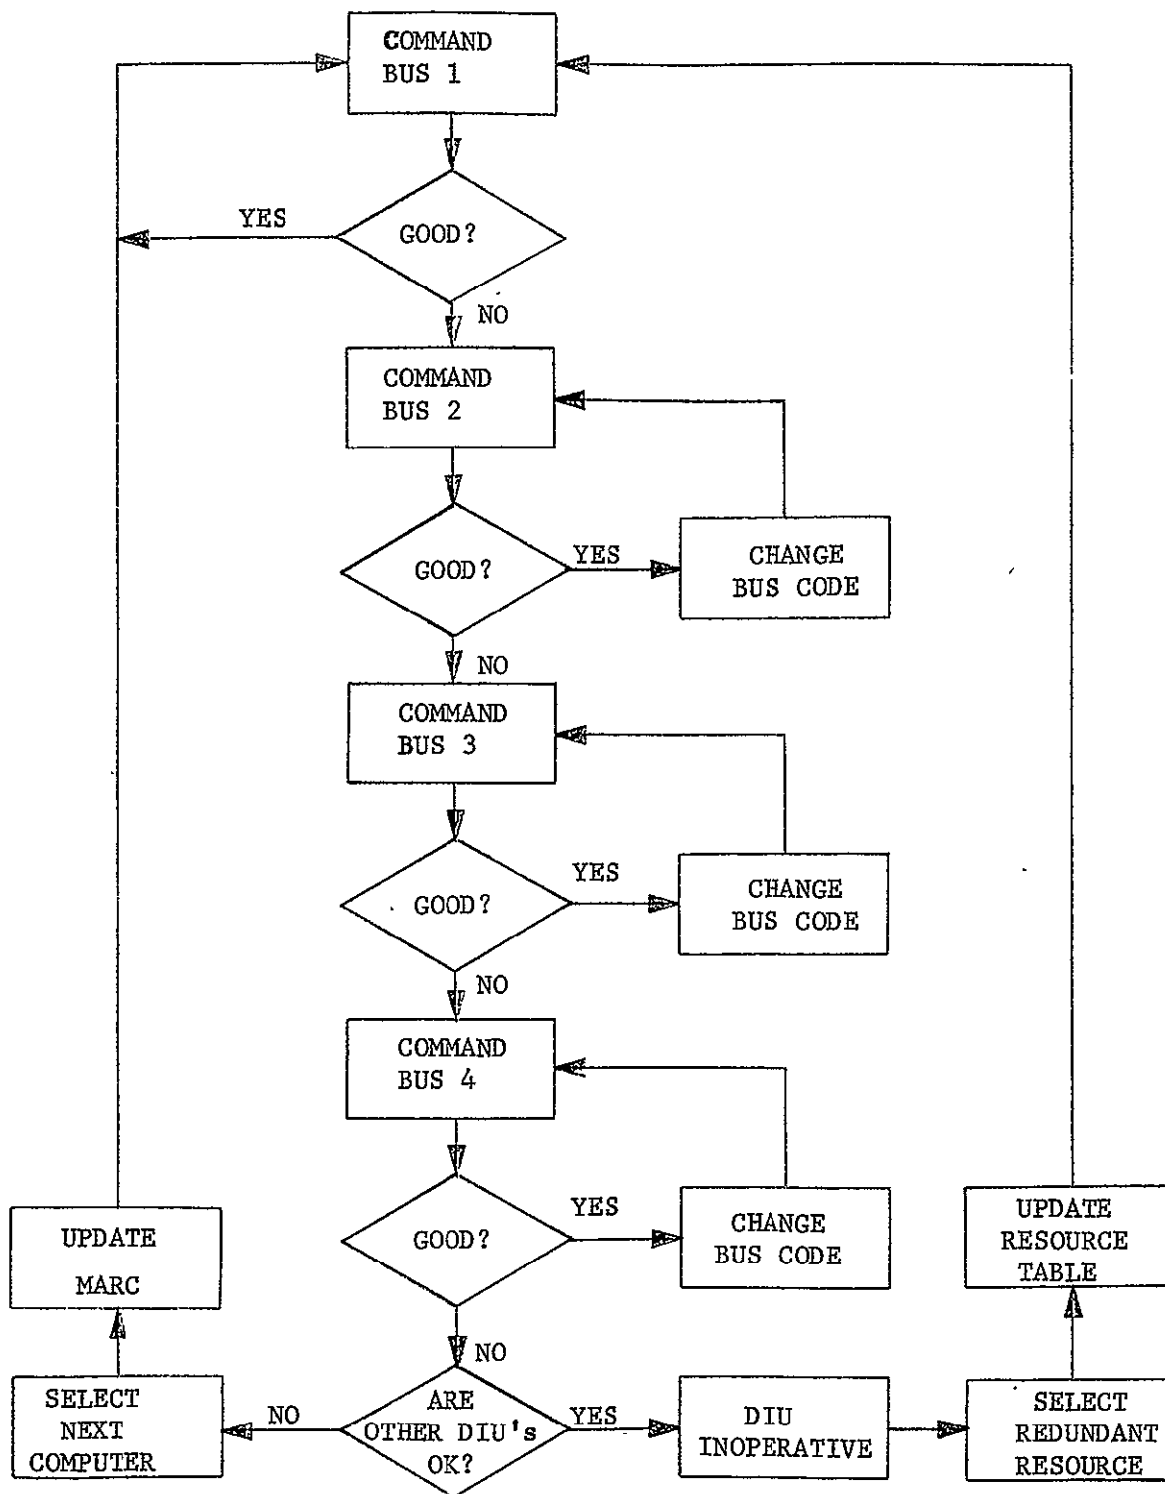 COMMAND
BUS 1
YES
GOOD?
NO
COMMAND
BUS 2
GOOD?
YES
CHANGE
BUS CODE
NO
COMMAND
BUS 3
GOOD?
YES
CHANGE
BUS CODE
NO
COMMAND
BUS 4
GOOD?
YES
CHANGE
BUS CODE
UPDATE
MARC
UPDATE
RESOURCE
TABLE
NO
SELECT
NEXT
COMPUTER
NO
ARE
OTHER DIU's
OK?
YES
DIU
INOPERATIVE
SELECT
REDUNDANT
RESOURCE